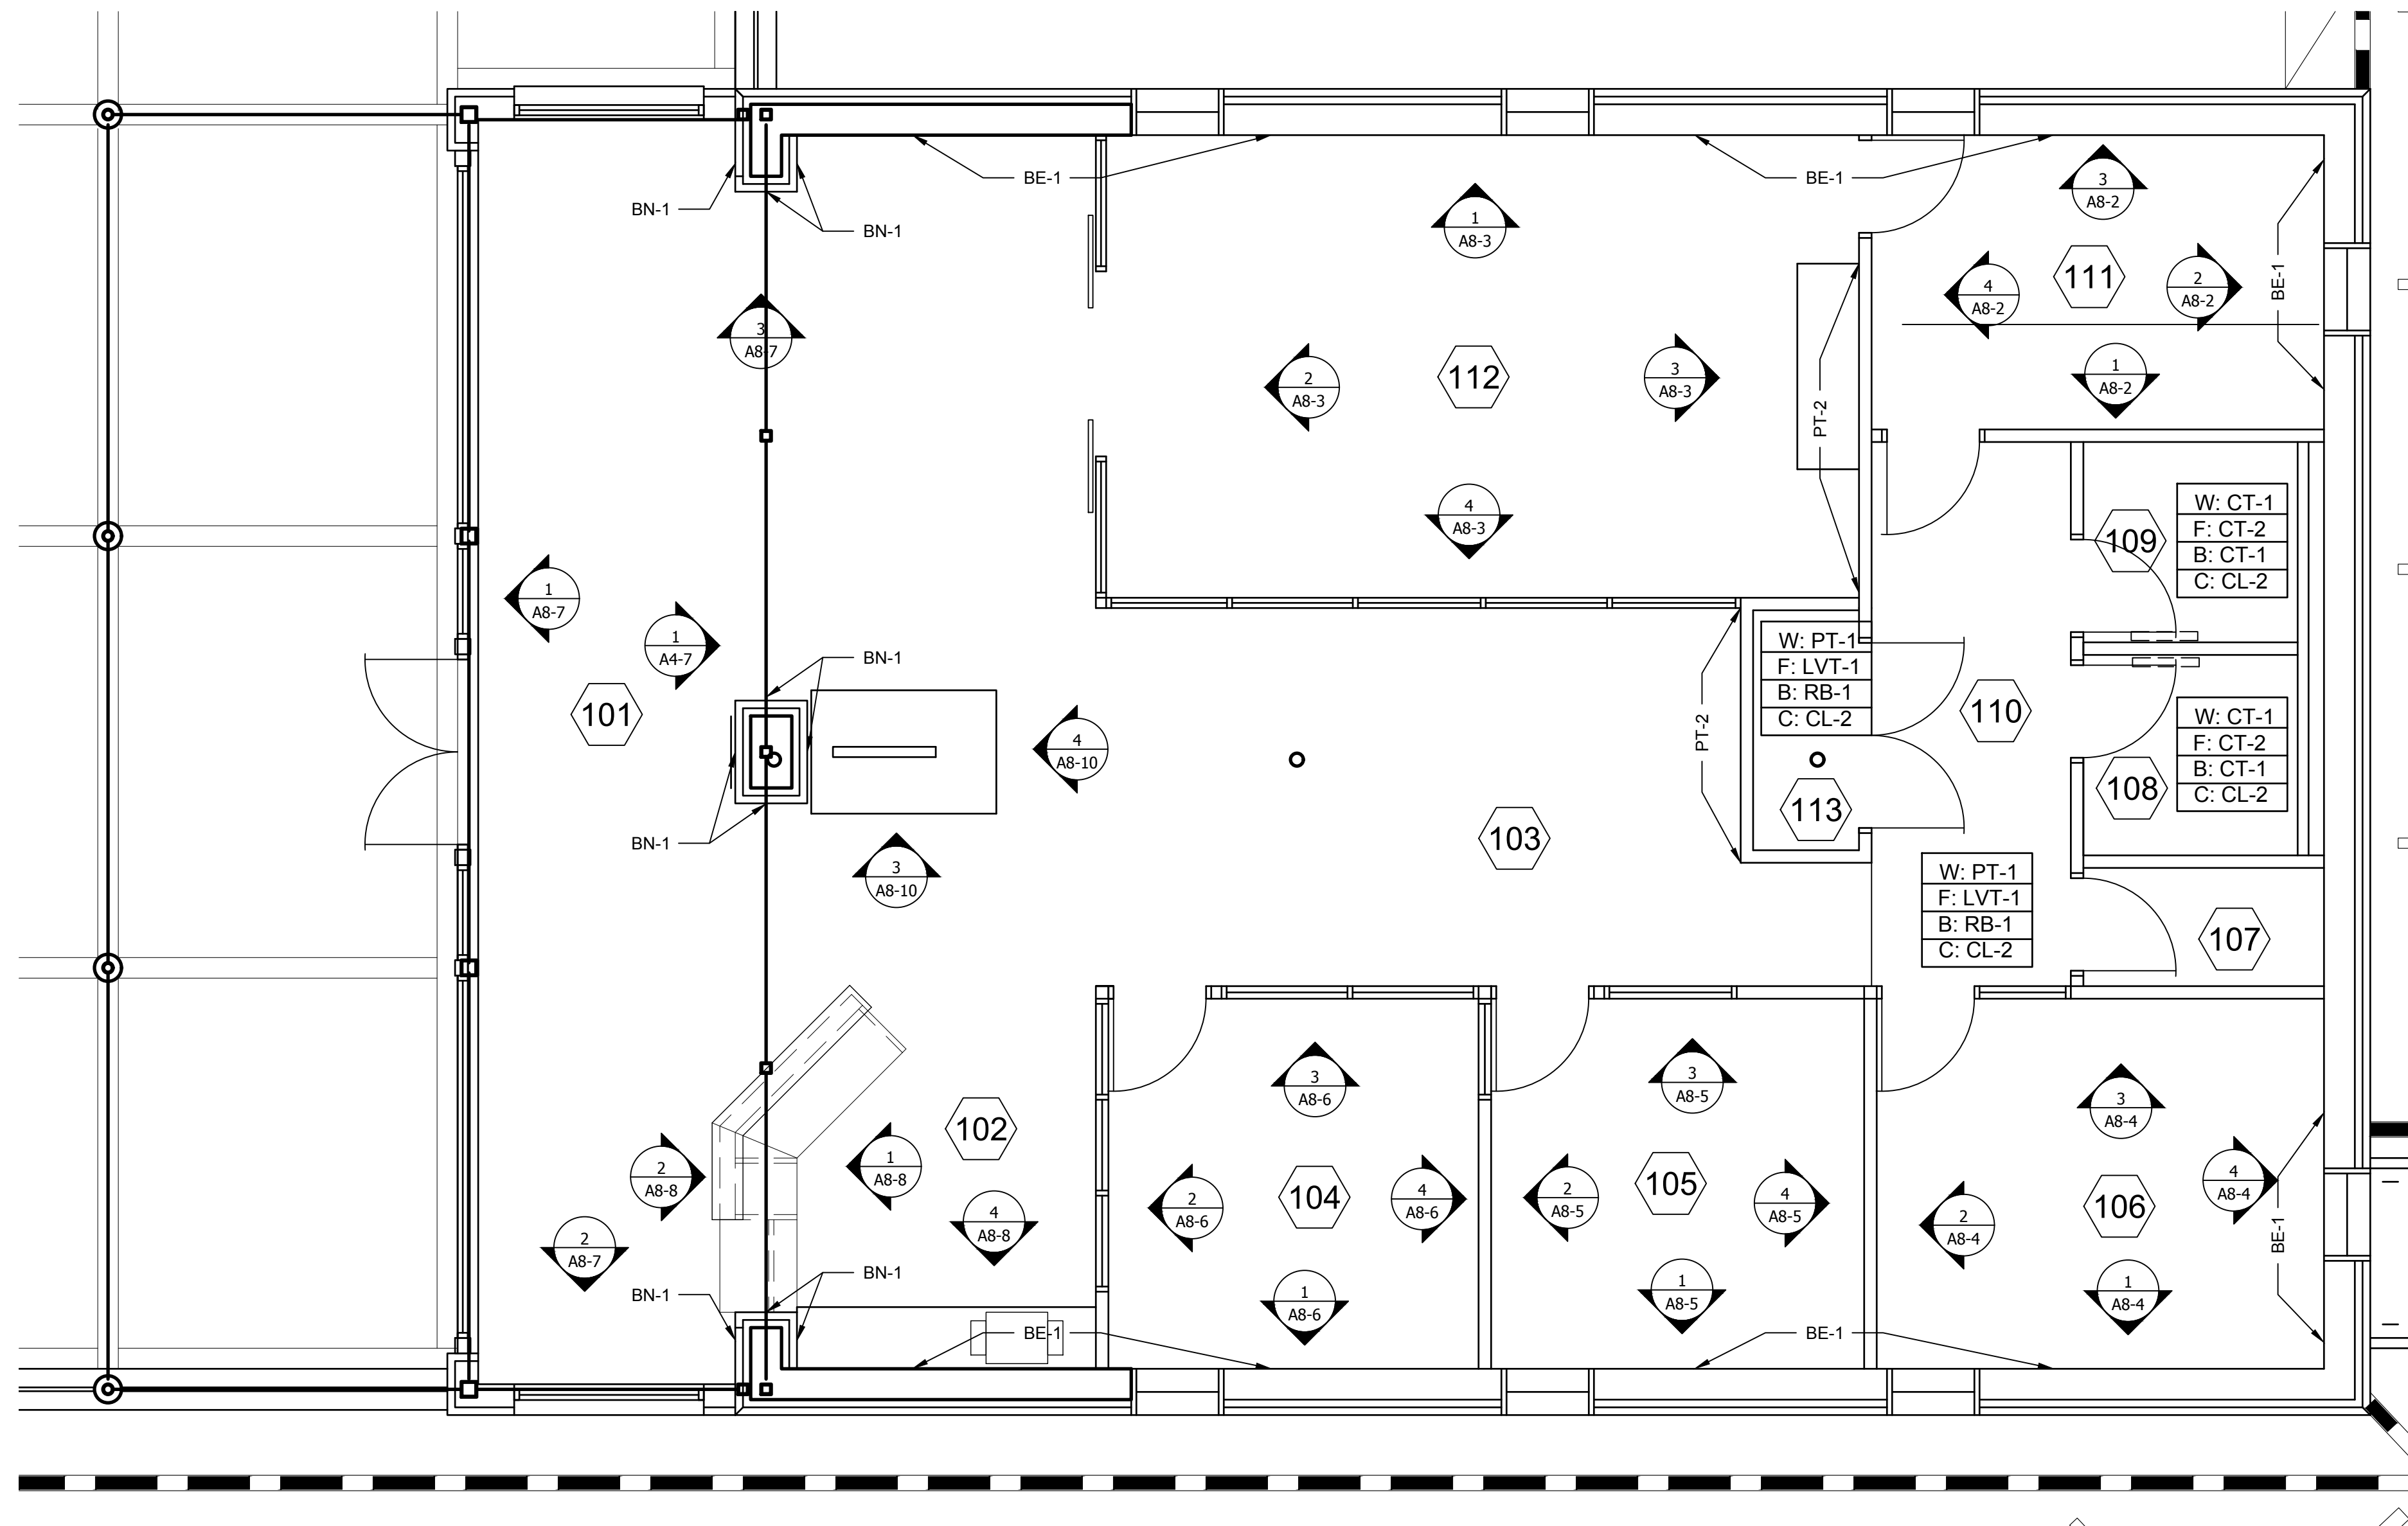 BE-1
BE-1
BN-1
BN-1
3
A8-2
1
A8-3
111
4
A8-2
2
A8-2
BE-1
3
A8-7
112
2
A8-3
3
A8-3
1
A8-2
PT-2
4
A8-3
109
W: CT-1
F: CT-2
B: CT-1
C: CL-2
1
A8-7
1
A4-7
BN-1
W: PT-1
F: LVT-1
B: RB-1
C: CL-2
101
110
PT-2
4
A8-10
W: CT-1
F: CT-2
B: CT-1
C: CL-2
108
113
103
BN-1
3
A8-10
W: PT-1
F: LVT-1
B: RB-1
C: CL-2
107
3
A8-6
3
A8-5
3
A8-4
102
2
A8-8
1
A8-8
2
A8-6
104
4
A8-6
2
A8-5
105
4
A8-5
2
A8-4
106
4
A8-4
4
A8-8
2
A8-7
BE-1
BN-1
BN-1
1
A8-6
1
A8-5
1
A8-4
BE-1
BE-1